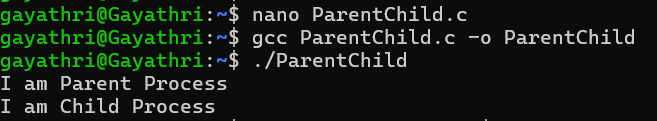 gayathri@Gayathri:~$ nano ParentChild.c
gayathri@Gayathri:~$ gcc ParentChild.c -o ParentChild
gayathri@Gayathri:~$ ./ParentChild
I am Parent Process
I am Child Process